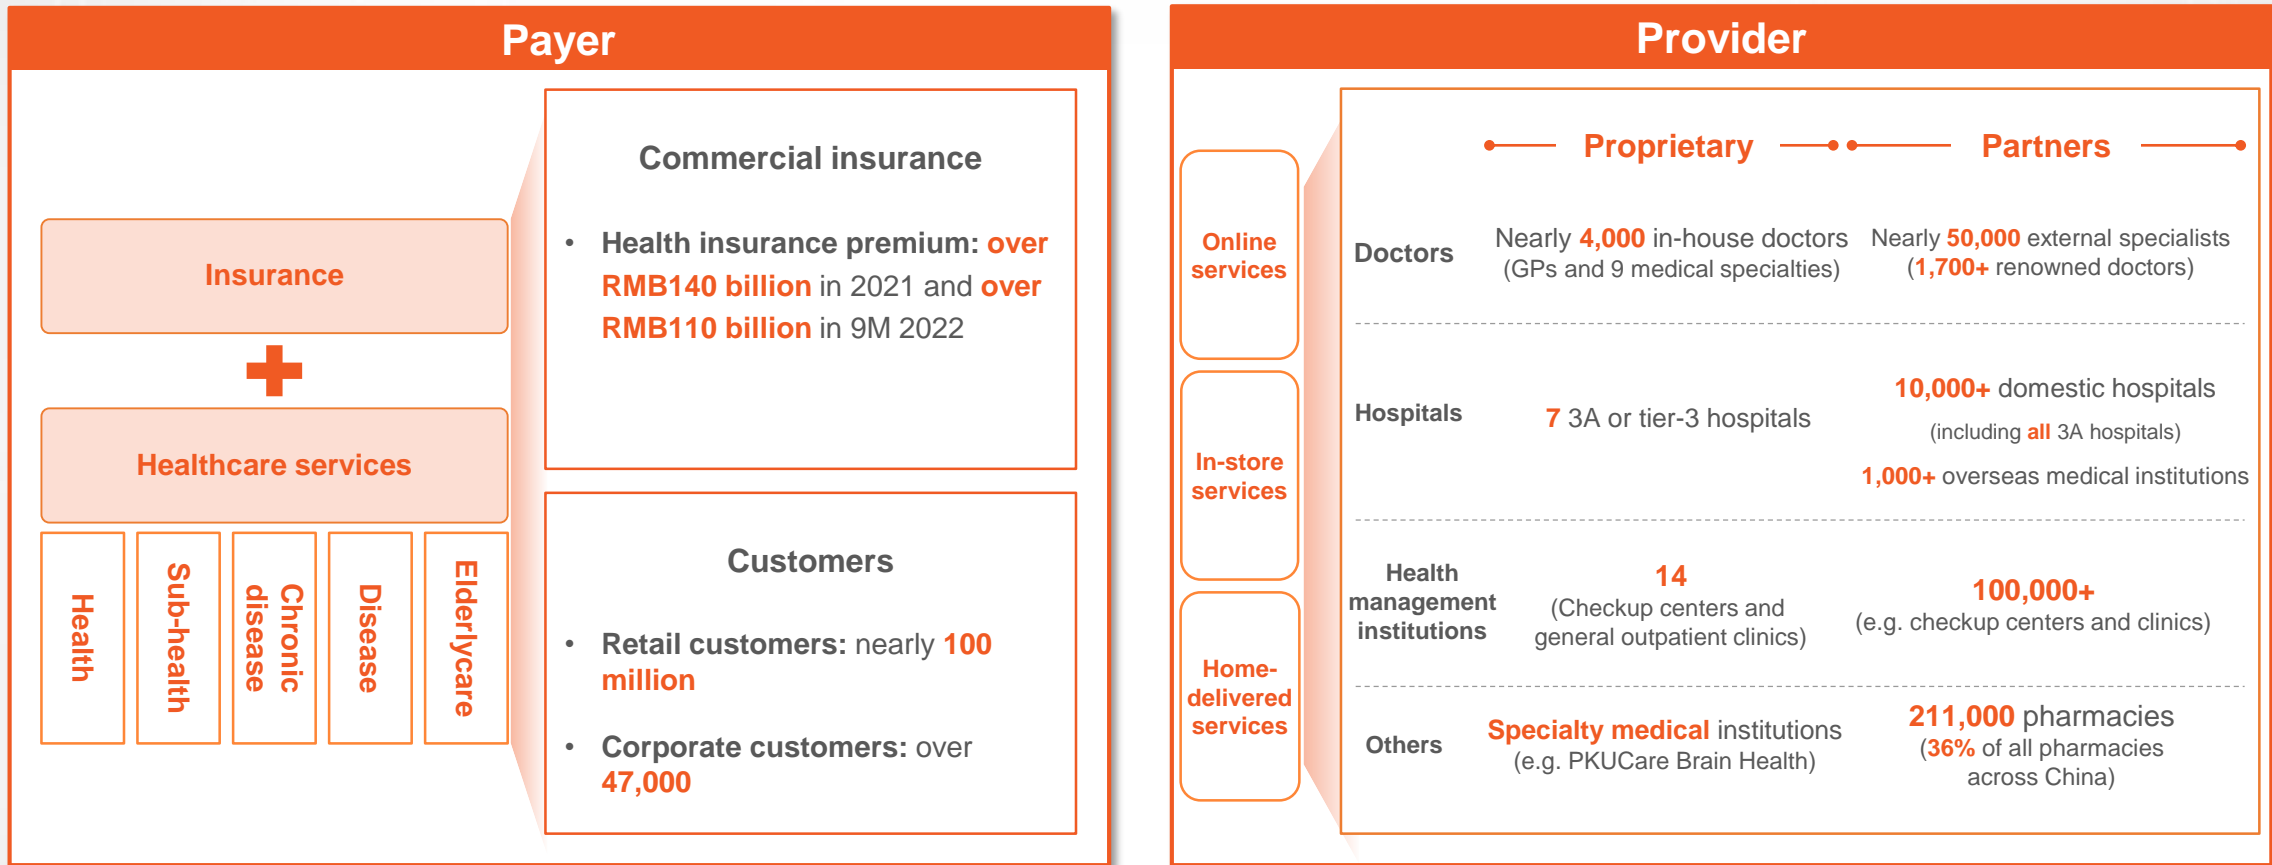 Payer
Insurance
Healthcare services
Health
Sub-health
Chronic
disease
Disease
Elderlycare
Commercial insurance
• Health insurance premium: over
RMB140 billion in 2021 and over
RMB110 billion in 9M 2022
Customers
• Retail customers: nearly 100
million
• Corporate customers: over
47,000
Provider
Online
services
In-store
services
Home-
delivered
services
Proprietary
Partners
Doctors
Nearly 4,000 in-house doctors
(GPs and 9 medical specialties)
Nearly 50,000 external specialists
(1,700+ renowned doctors)
Hospitals
7 3A or tier-3 hospitals
10,000+ domestic hospitals
(including all 3A hospitals)
1,000+ overseas medical institutions
Health
management
institutions
14
(Checkup centers and
general outpatient clinics)
100,000+
(e.g. checkup centers and clinics)
Others
Specialty medical institutions
(e.g. PKUCare Brain Health)
211,000 pharmacies
(36% of all pharmacies
across China)